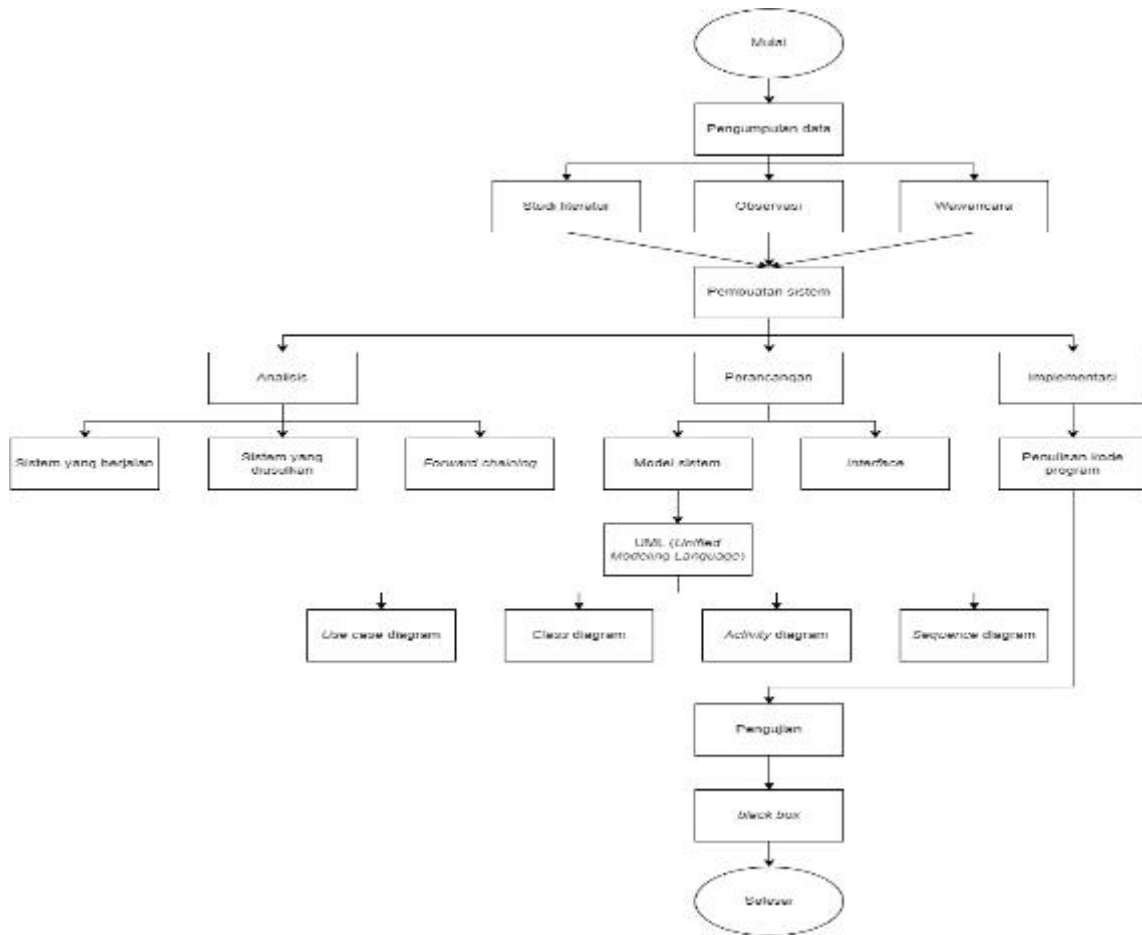 Mulai
Pengumpulan data
Studi literatur
Observasi
Wawancara
Pembuatan sistem
Analisis
Perancangan
Implementasi
Sistem yang berjalan
Sistem yang
diusulkan
Forward chaining
Model sistem
Interface
Penulisan kode
program
UML (Unified
Modeling Language)
Use case diagram
Class diagram
Activity diagram
Sequence diagram
Pengujian
black box
Selesai